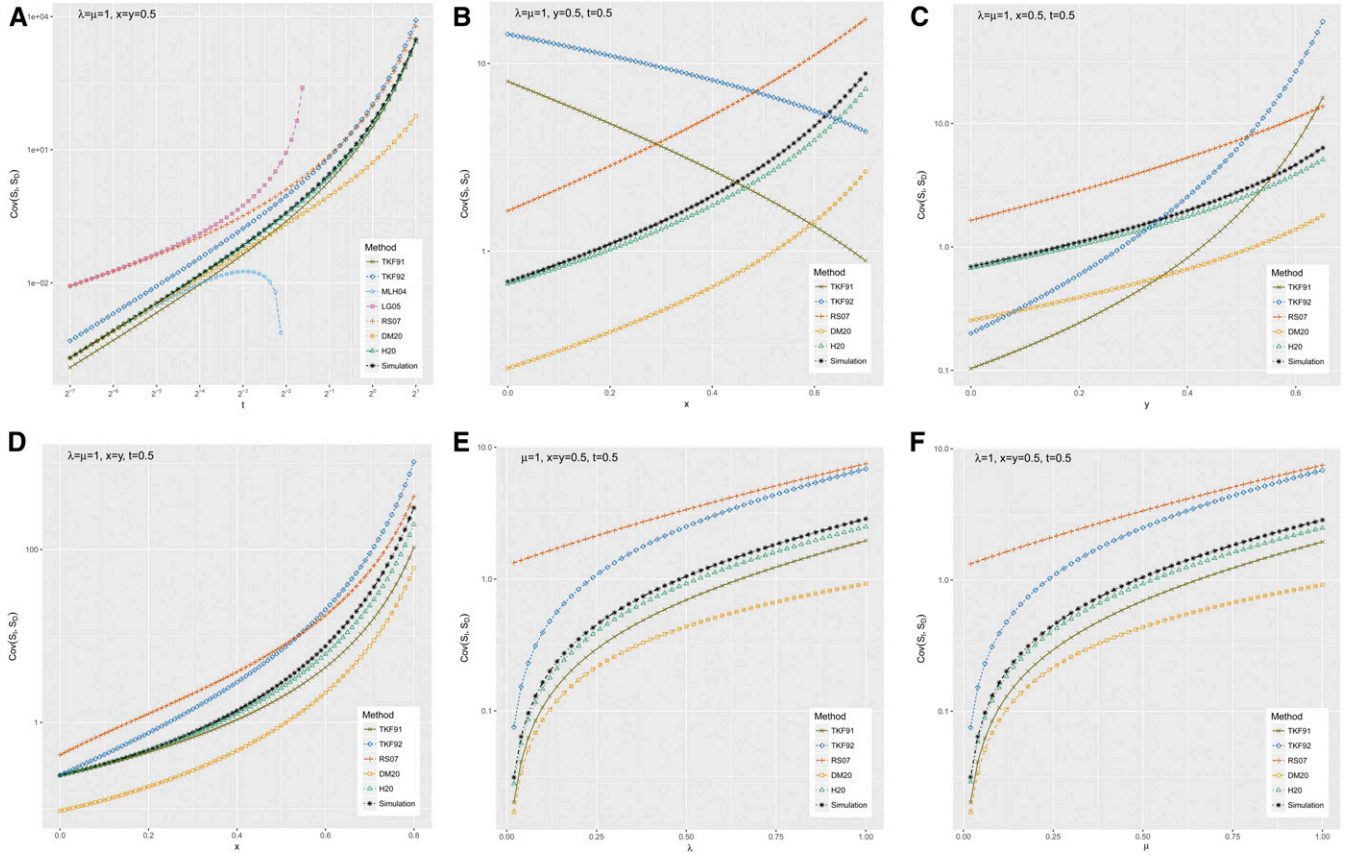 A
λ=μ=1, x=y=0.5
1e+04
1e+01
1e−02
Cov(S_I, S_D)
2^−7
2^−6
2^−5
2^−4
2^−3
2^−2
2^−1
2^0
2^1
t
Method
TKF91
TKF92
MLH04
LG05
RS07
DM20
H20
Simulation
B
λ=μ=1, y=0.5, t=0.5
10
1
Cov(S_I, S_D)
0.0
0.2
0.4
0.6
x
Method
TKF91
TKF92
RS07
DM20
H20
Simulation
C
λ=μ=1, x=0.5, t=0.5
10.0
1.0
0.1
Cov(S_I, S_D)
0.0
0.2
0.4
0.6
y
Method
TKF91
TKF92
RS07
DM20
H20
Simulation
D
λ=μ=1, x=y, t=0.5
100
1
Cov(S_I, S_D)
0.0
0.2
0.4
0.6
0.8
x
Method
TKF91
TKF92
RS07
DM20
H20
Simulation
E
μ=1, x=y=0.5, t=0.5
10.0
1.0
0.1
Cov(S_I, S_D)
0.00
0.25
0.50
0.75
1.00
λ
Method
TKF91
TKF92
RS07
DM20
H20
Simulation
F
λ=1, x=y=0.5, t=0.5
10.0
1.0
0.1
Cov(S_I, S_D)
0.00
0.25
0.50
0.75
1.00
μ
Method
TKF91
TKF92
RS07
DM20
H20
Simulation